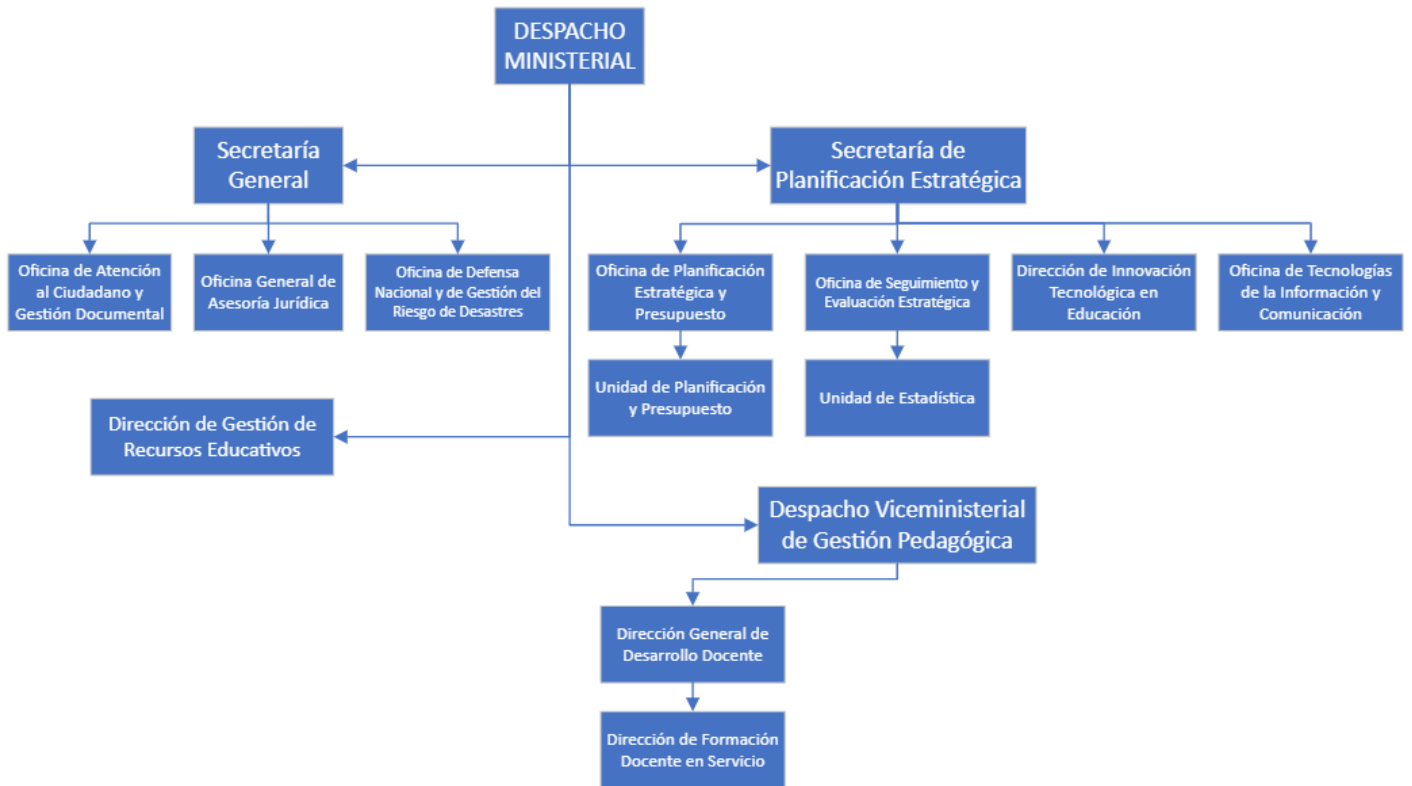 DESPACHO
MINISTERIAL
Secretaría
General
Secretaría de
Planificación Estratégica
Oficina de Atención
al Ciudadano y
Gestión Documental
Oficina General de
Asesoría Jurídica
Oficina de Defensa
Nacional y de Gestión del
Riesgo de Desastres
Oficina de Planificación
Estratégica y
Presupuesto
Oficina de Seguimiento y
Evaluación Estratégica
Dirección de Innovación
Tecnológica en
Educación
Oficina de Tecnologías
de la Información y
Comunicación
Unidad de Planificación
y Presupuesto
Unidad de Estadística
Dirección de Gestión de
Recursos Educativos
Despacho Viceministerial
de Gestión Pedagógica
Dirección General de
Desarrollo Docente
Dirección de Formación
Docente en Servicio